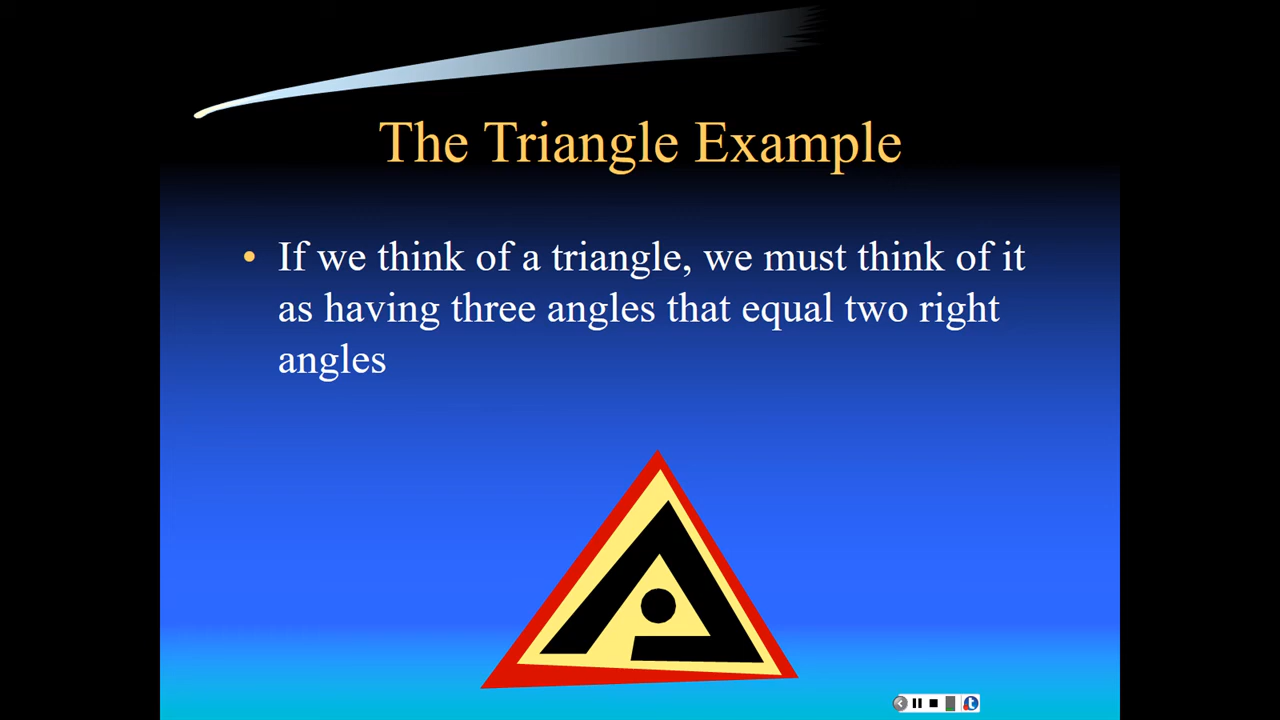 The Triangle Example
• If we think of a triangle, we must think of it
as having three angles that equal two right
angles